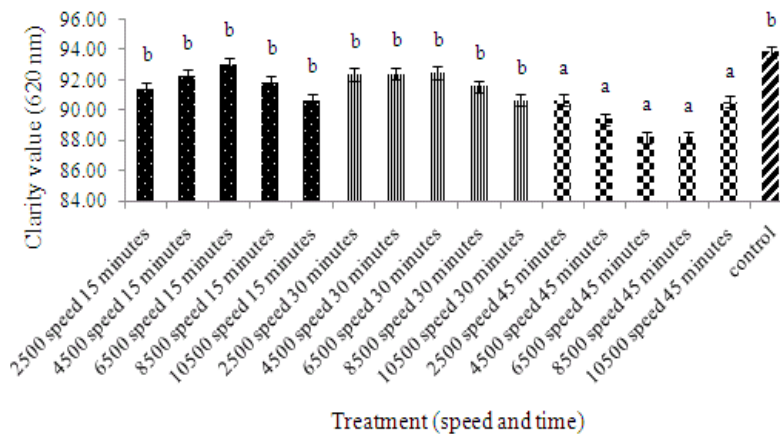 Clarity value (620 nm)
96.00
94.00
92.00
90.00
88.00
86.00
84.00
b
b
b
b
b
b
b
b
b
b
a
a
a
a
a
b
2500 speed 15 minutes
4500 speed 15 minutes
6500 speed 15 minutes
8500 speed 15 minutes
10500 speed 15 minutes
2500 speed 30 minutes
4500 speed 30 minutes
6500 speed 30 minutes
8500 speed 30 minutes
10500 speed 30 minutes
2500 speed 45 minutes
4500 speed 45 minutes
6500 speed 45 minutes
8500 speed 45 minutes
10500 speed 45 minutes
control
Treatment (speed and time)